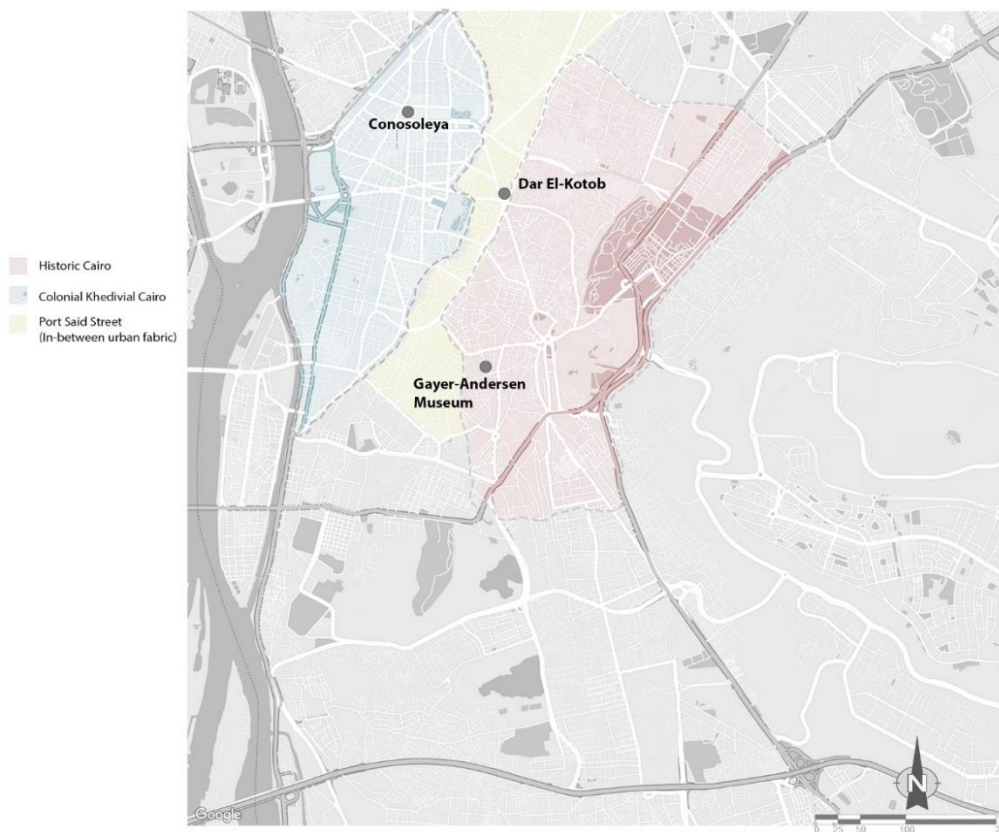 Conosoleya
Dar El-Kotob
Historic Cairo
Colonial Khedivial Cairo
Port Said Street
(In-between urban fabric)
Gayer-Andersen
Museum
N
Google
0 25 50 100